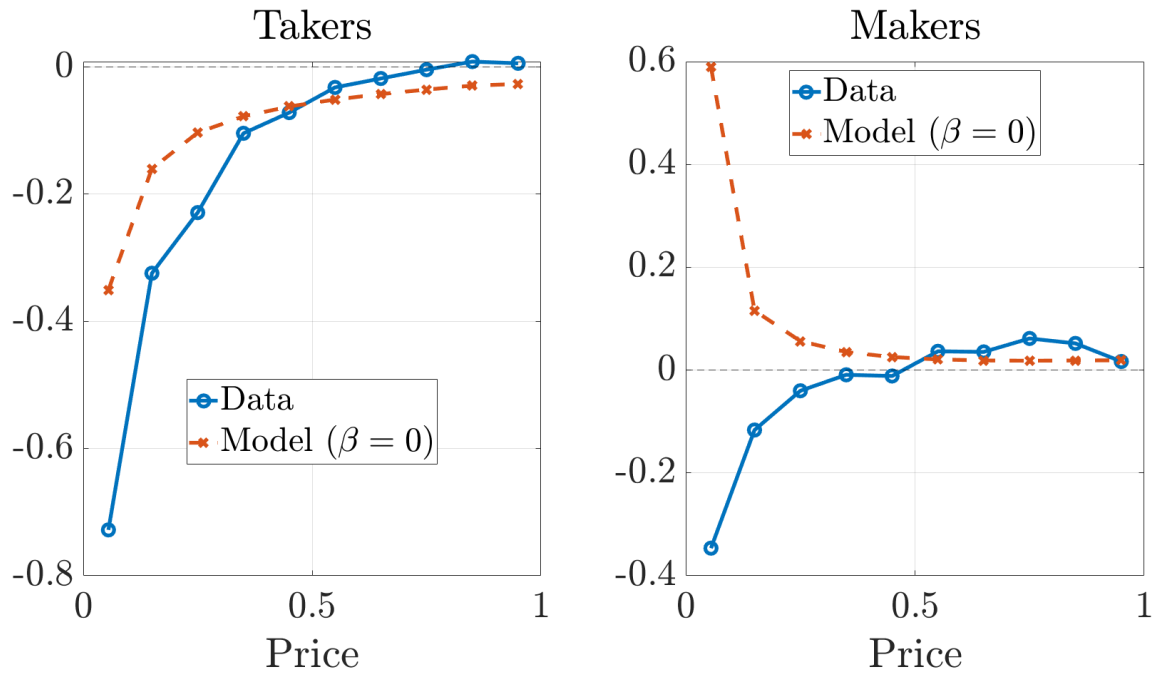 Takers
0
-0.2
-0.4
-0.6
-0.8
Data
Model (β = 0)
0
0.5
1
Price
Makers
0.6
0.4
0.2
0
-0.2
-0.4
Data
Model (β = 0)
0
0.5
1
Price